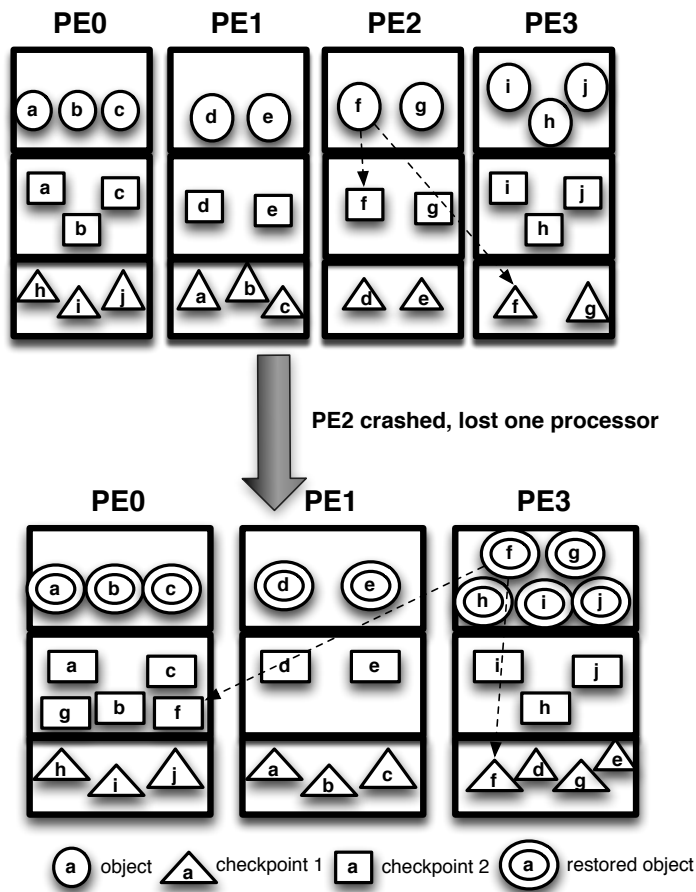 PE0 PE1 PE2 PE3
a b c d e f g i j h
a c b d e f g i j h
h i j a b c d e f g
PE2 crashed, lost one processor
PE0 PE1 PE3
f g
a b c d e h i j
a c d e i j
g b f h
h i j a b c f d g e
a object a checkpoint 1 a checkpoint 2 a restored object